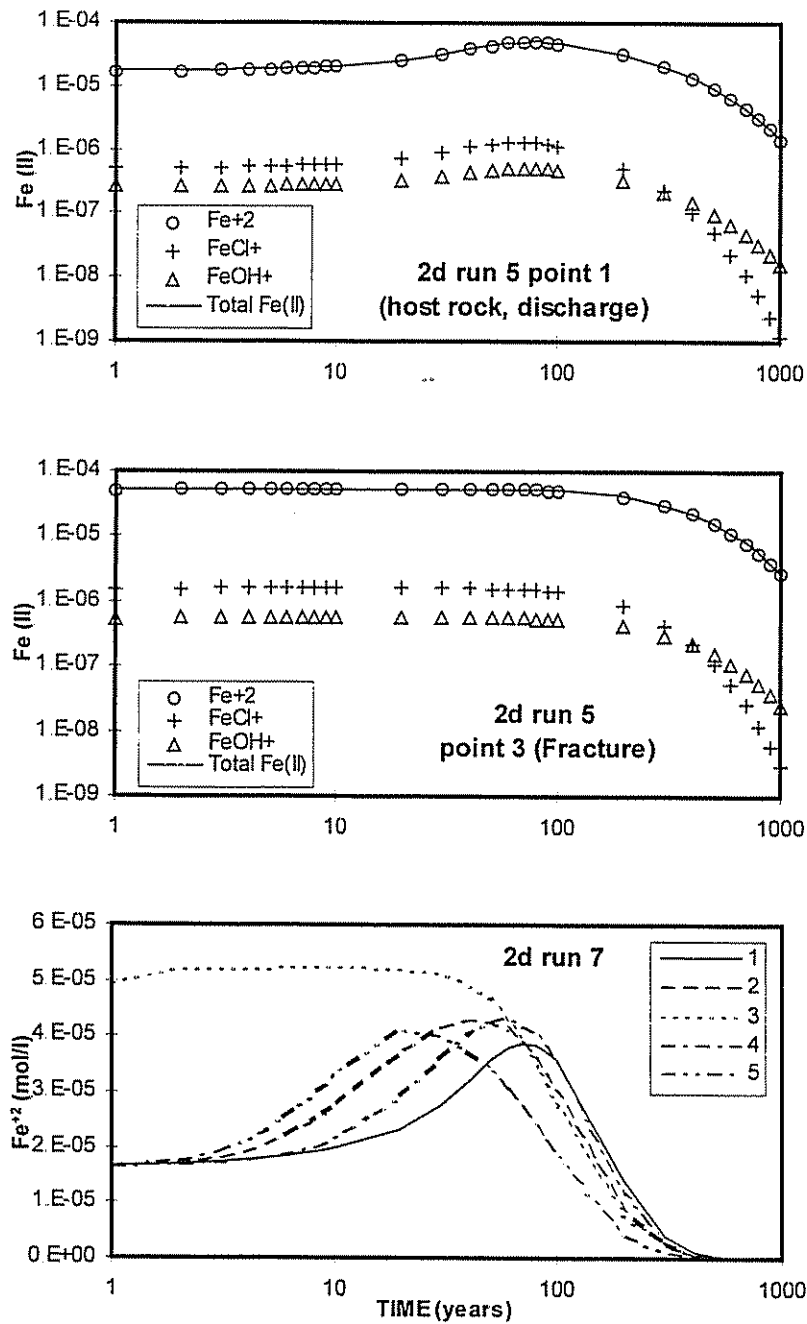 1.E-04
1.E-05
1.E-06
1.E-07
1.E-08
1.E-09
Fe (II)
Fe+2
FeCl+
FeOH+
Total Fe(II)
2d run 5 point 1
(host rock, discharge)
1 10 100 1000
1.E-04
1.E-05
1.E-06
1.E-07
1.E-08
1.E-09
Fe (II)
Fe+2
FeCl+
FeOH+
Total Fe(II)
2d run 5
point 3 (Fracture)
1 10 100 1000
6.E-05
5.E-05
4.E-05
3.E-05
2.E-05
1.E-05
0.E+00
Fe+2 (mol/l)
2d run 7
1
2
3
4
5
1 10 100 1000
TIME (years)